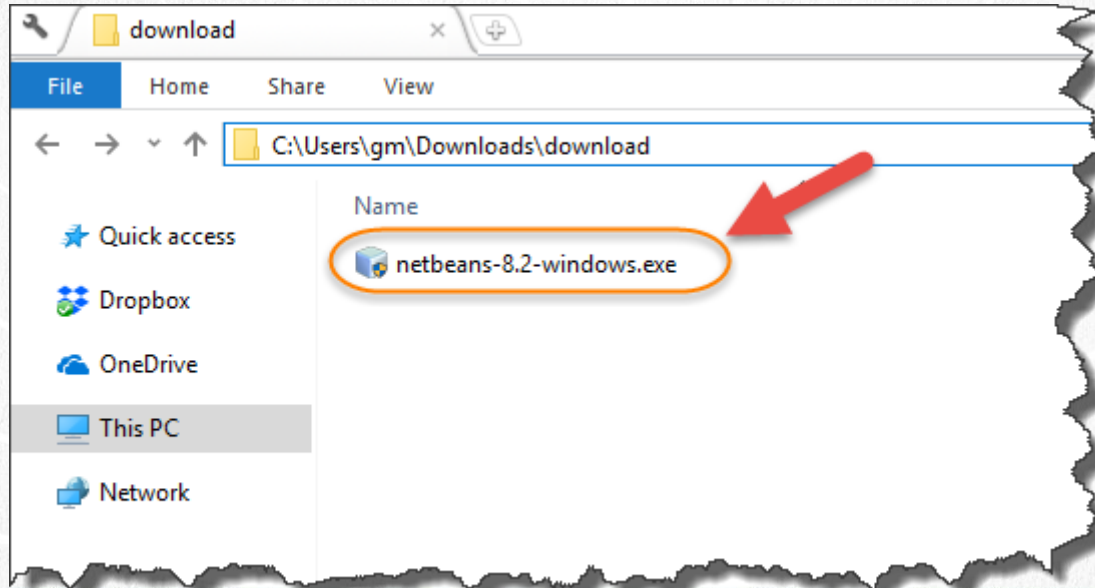 download
File Home Share View
C:\Users\gm\Downloads\download
Name
netbeans-8.2-windows.exe
Quick access
Dropbox
OneDrive
This PC
Network